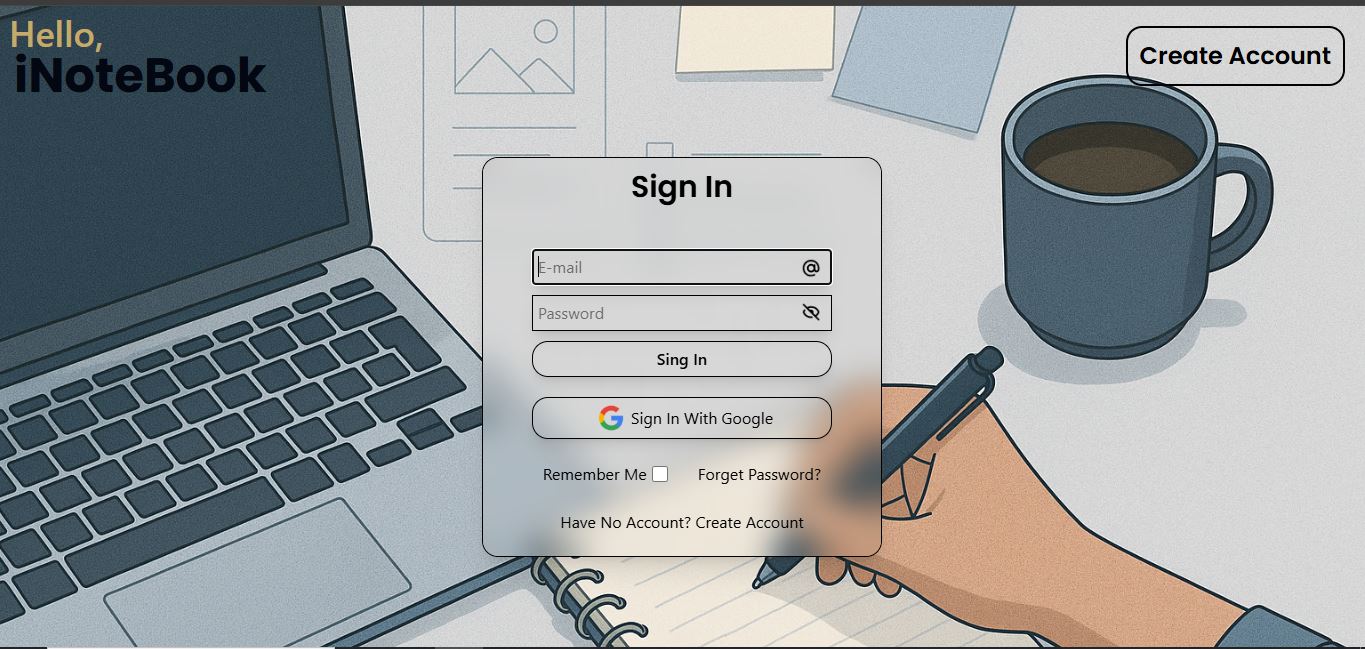 Hello,
iNoteBook
Create Account
Sign In
E-mail @
Password
Sing In
Sign In With Google
Remember Me Forget Password?
Have No Account? Create Account